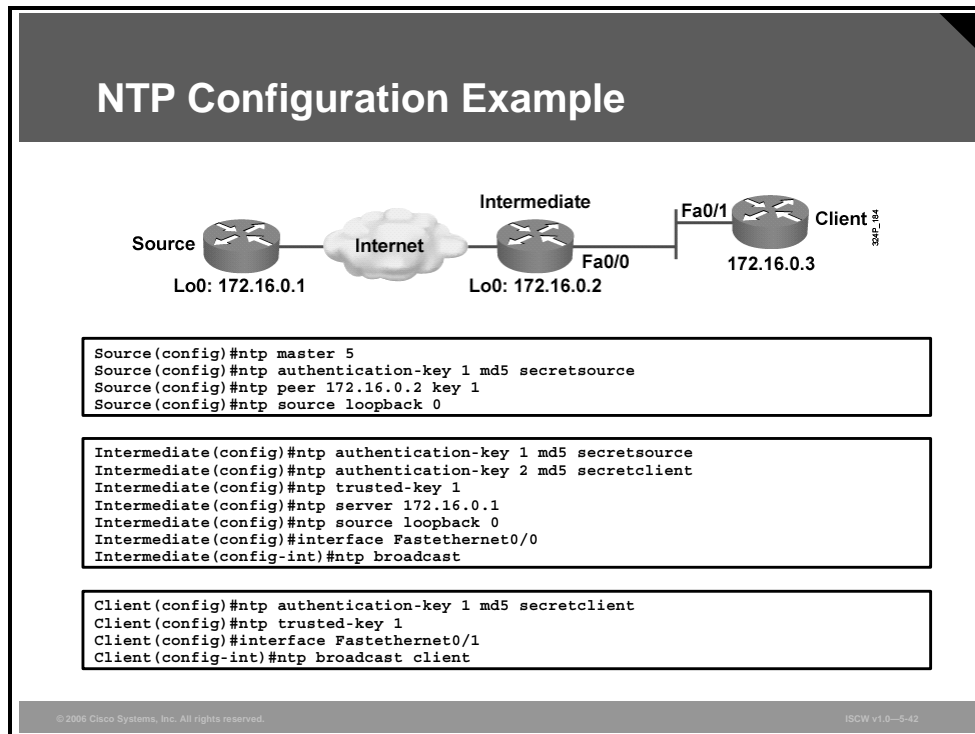 NTP Configuration Example
Intermediate
Source
Internet
Fa0/0
Fa0/1
Client
324P_184
Lo0: 172.16.0.1
Lo0: 172.16.0.2
172.16.0.3
Source(config)#ntp master 5
Source(config)#ntp authentication-key 1 md5 secretsource
Source(config)#ntp peer 172.16.0.2 key 1
Source(config)#ntp source loopback 0
Intermediate(config)#ntp authentication-key 1 md5 secretsource
Intermediate(config)#ntp authentication-key 2 md5 secretclient
Intermediate(config)#ntp trusted-key 1
Intermediate(config)#ntp server 172.16.0.1
Intermediate(config)#ntp source loopback 0
Intermediate(config)#interface Fastethernet0/0
Intermediate(config-int)#ntp broadcast
Client(config)#ntp authentication-key 1 md5 secretclient
Client(config)#ntp trusted-key 1
Client(config)#interface Fastethernet0/1
Client(config-int)#ntp broadcast client
© 2006 Cisco Systems, Inc. All rights reserved.
ISCW v1.0—5-42